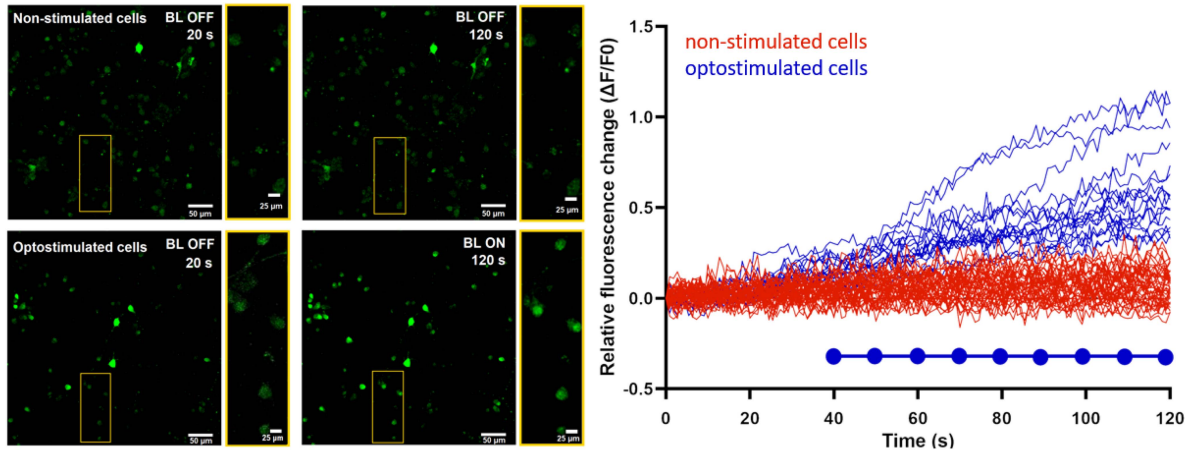 Non-stimulated cells
BL OFF
20 s
25 µm
50 µm
BL OFF
120 s
25 µm
50 µm
Optostimulated cells
BL OFF
20 s
25 µm
50 µm
BL ON
120 s
25 µm
50 µm
non-stimulated cells
optostimulated cells
Relative fluorescence change (ΔF/F0)
1.5
1.0
0.5
0.0
-0.5
0 20 40 60 80 100 120
Time (s)